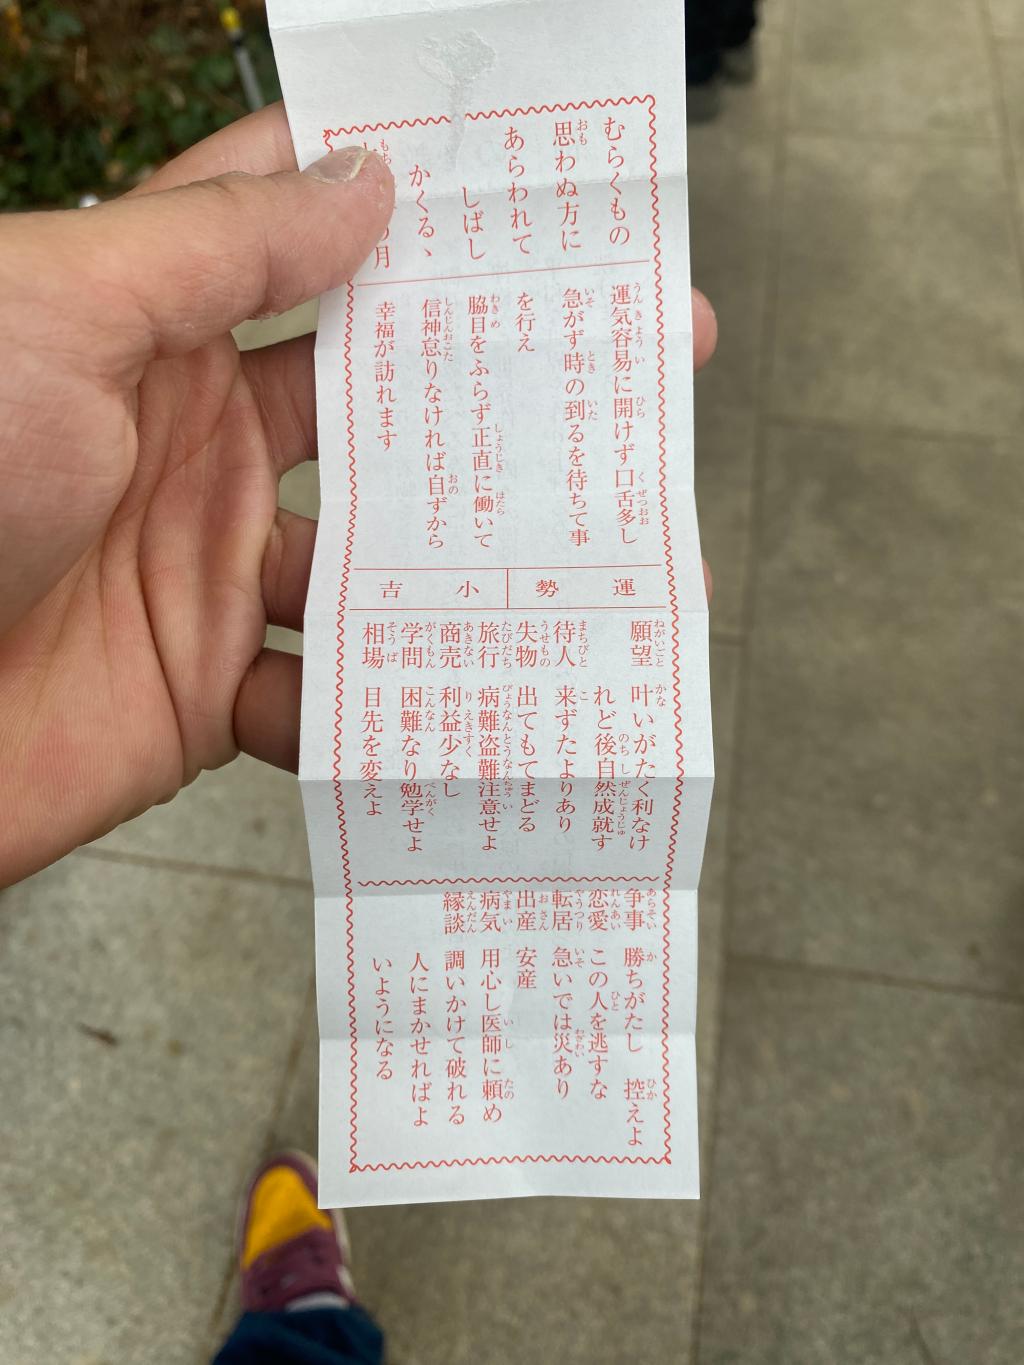 むらくもの
思わぬ方に
あらわれて
しばし
かくるゝ
の月
運気容易に開けず口舌多し
急がず時の到るを待ちて事
を行え
脇目をふらず正直に働いて
信神怠りなければ自ずから
幸福が訪れます
運勢 小吉
願望 叶いがたく利なけ
れど後自然成就す
待人 来ずたよりあり
失物 出てもてまどる
旅行 病難盗難注意せよ
商売 利益少なし
学問 困難なり勉学せよ
相場 目先を変えよ
争事 勝ちがたし 控えよ
恋愛 この人を逃すな
転居 急いでは災あり
出産 安産
病気 用心し医師に頼め
縁談 調いかけて破れる
人にまかせればよ
いようになる